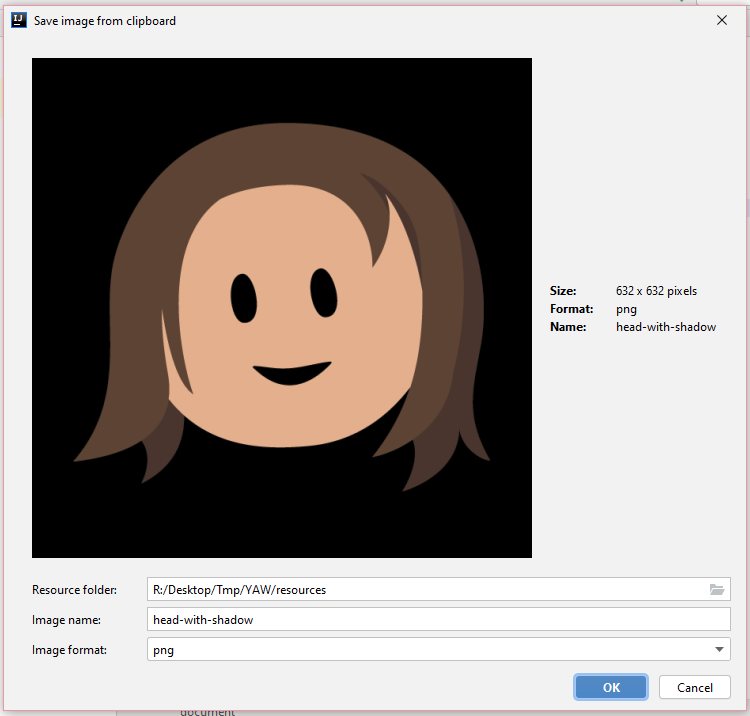 IJ
Save image from clipboard
Size: 632 x 632 pixels
Format: png
Name: head-with-shadow
Resource folder: R:/Desktop/Tmp/YAW/resources
Image name: head-with-shadow
Image format: png
OK Cancel
document